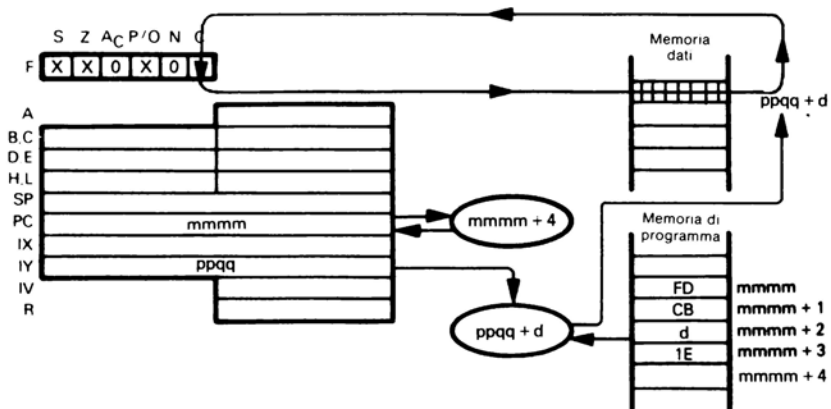 S Z AC P/O N C
F X X 0 X 0
Memoria
dati
ppqq + d
A
B,C
D E
H,L
SP
PC mmmm
IX
IY ppqq
IV
R
mmmm + 4
ppqq + d
Memoria di
programma
FD mmmm
CB mmmm + 1
d mmmm + 2
1E mmmm + 3
mmmm + 4